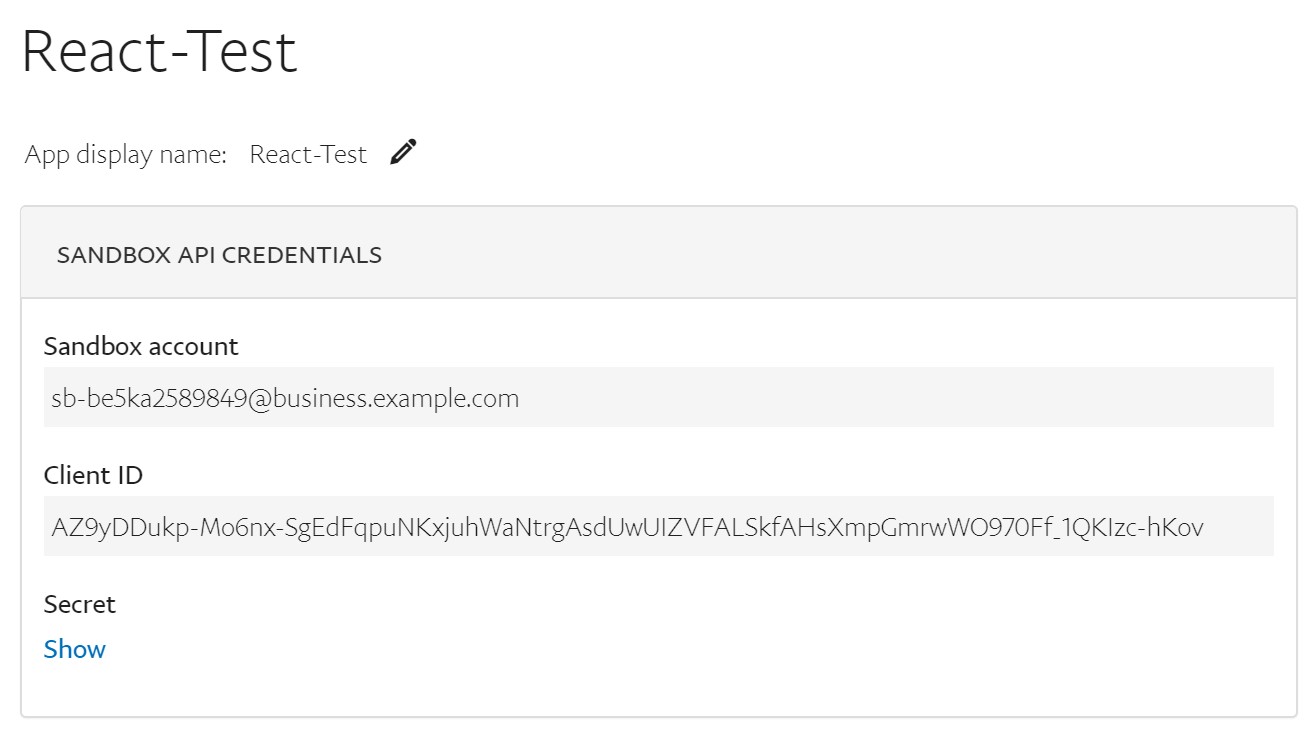 React-Test
App display name: React-Test
SANDBOX API CREDENTIALS
Sandbox account
sb-be5ka2589849@business.example.com
Client ID
AZ9yDDukp-Mo6nx-SgEdFqpuNKxjuhWaNtrgAsdUwUIZVFALSkfAHsXmpGmrwWO970Ff_1QKIzc-hKov
Secret
Show